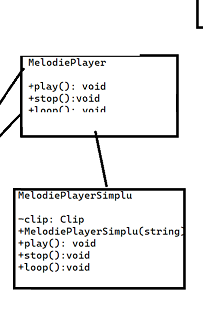 MelodiePlayer
+play(): void
+stop():void
+loop(): void
MelodiePlayerSimplu
~clip: Clip
+MelodiePlayerSimplu(string)
+play(): void
+stop():void
+loop():void